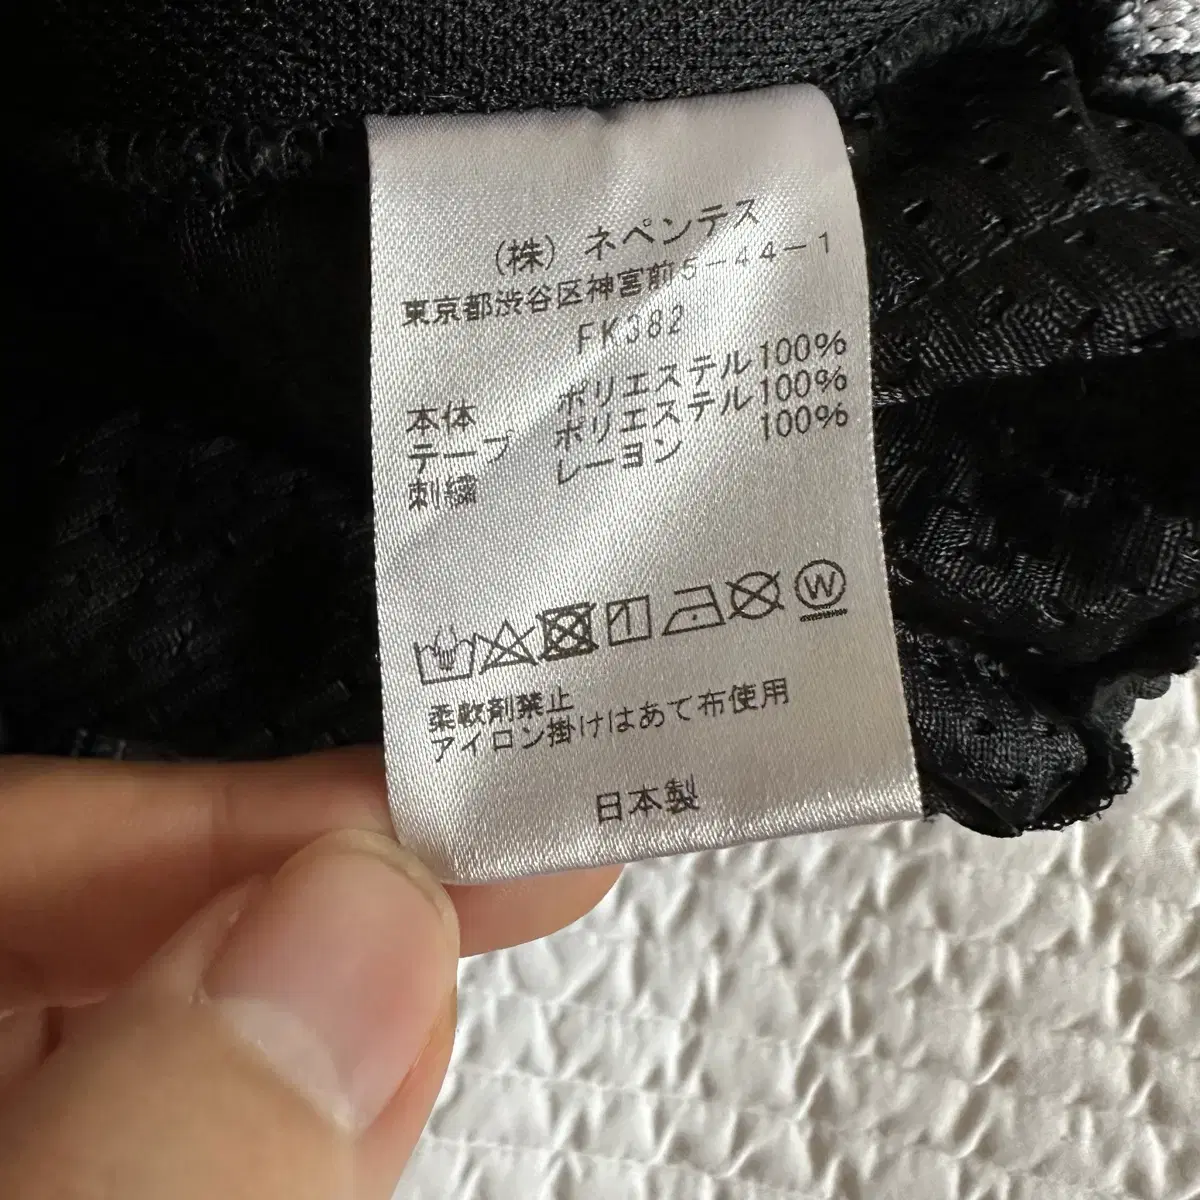 (株) ネペンテス
東京都渋谷区神宮前5-44-1
FK382
本体 ポリエステル100%
テープ ポリエステル100%
刺繍 レーヨン 100%
W
柔軟剤禁止
アイロン掛けはあて布使用
日本製